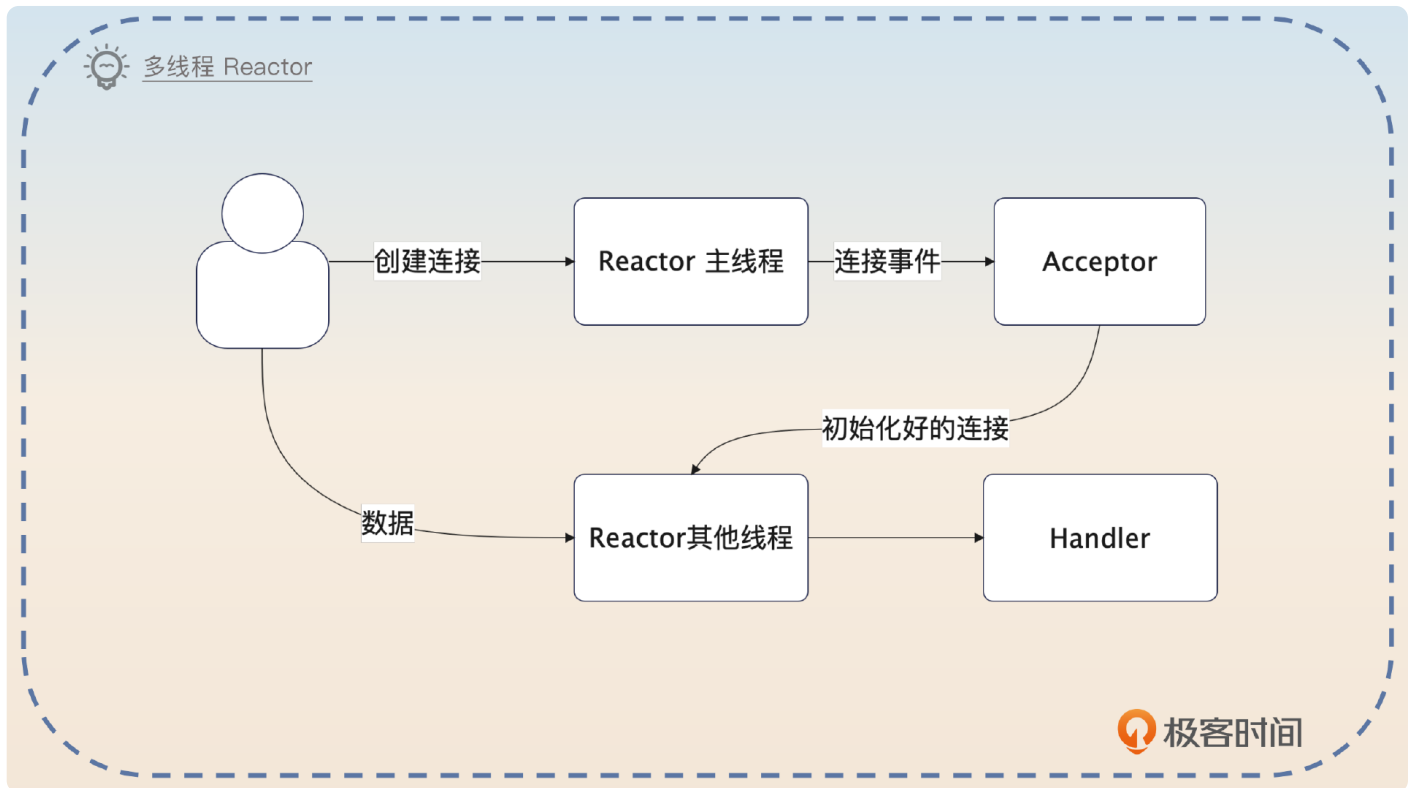 多线程 Reactor
创建连接
Reactor 主线程
连接事件
Acceptor
初始化好的连接
数据
Reactor其他线程
Handler
极客时间